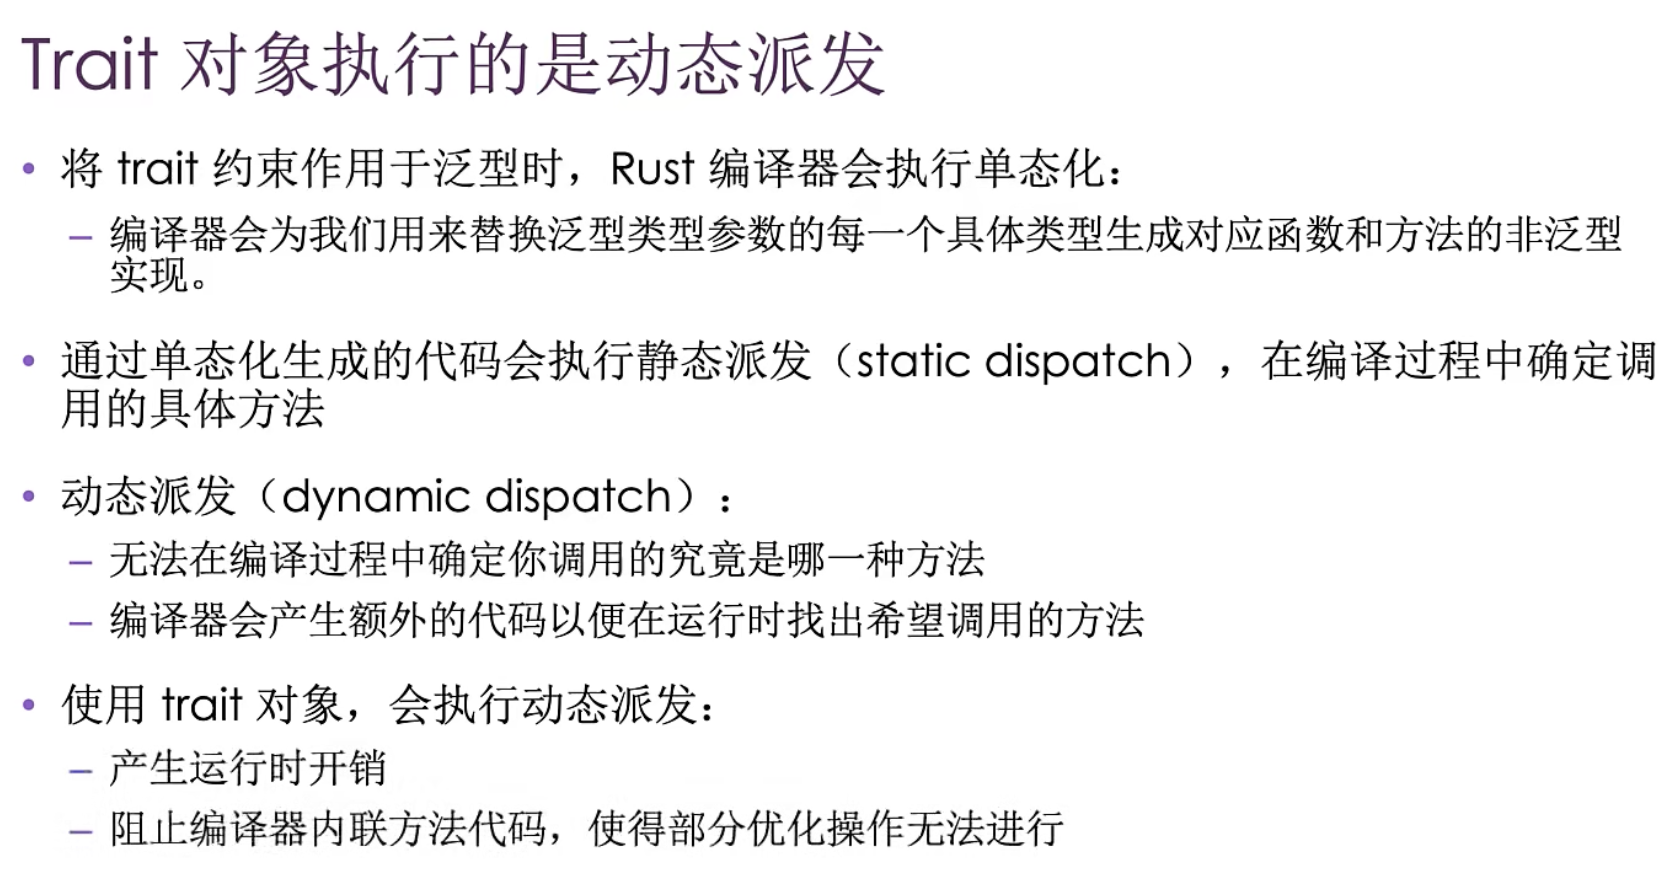 Trait 对象执行的是动态派发
• 将 trait 约束作用于泛型时，Rust 编译器会执行单态化：
– 编译器会为我们用来替换泛型类型参数的每一个具体类型生成对应函数和方法的非泛型
实现。
• 通过单态化生成的代码会执行静态派发（static dispatch），在编译过程中确定调
用的具体方法
• 动态派发（dynamic dispatch）：
– 无法在编译过程中确定你调用的究竟是哪一种方法
– 编译器会产生额外的代码以便在运行时找出希望调用的方法
• 使用 trait 对象，会执行动态派发：
– 产生运行时开销
– 阻止编译器内联方法代码，使得部分优化操作无法进行